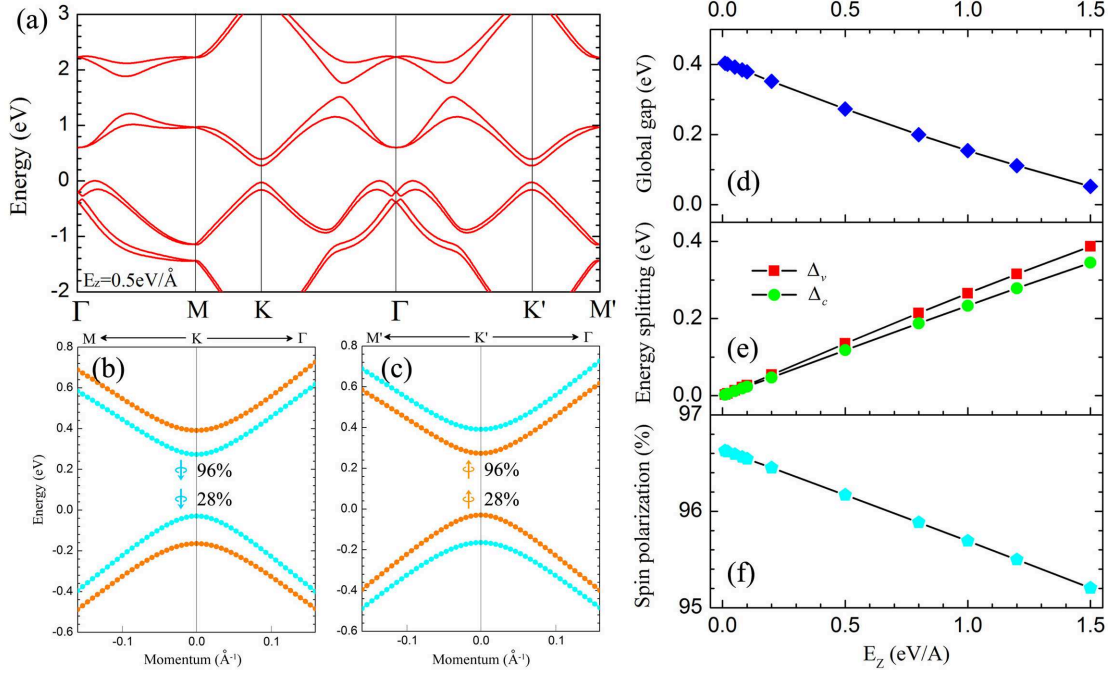 (a)
3
2
1
0
-1
-2
Energy (eV)
E_Z=0.5eV/Å
Γ M K Γ K' M'
M K Γ
(b)
0.8
0.6
0.4
0.2
0.0
-0.2
-0.4
-0.6
Energy (eV)
96%
28%
-0.1 0.0 0.1
Momentum (Å⁻¹)
M' K' Γ
(c)
0.8
0.6
0.4
0.2
0.0
-0.2
-0.4
-0.6
96%
28%
-0.1 0.0 0.1
Momentum (Å⁻¹)
0.0 0.5 1.0 1.5
0.4
0.2
0.0
Global gap (eV)
(d)
0.4
0.2
0.0
Energy splitting (eV)
Δ_v
Δ_c
(e)
97
96
95
Spin polarization (%)
(f)
0.0 0.5 1.0 1.5
E_Z (eV/A)